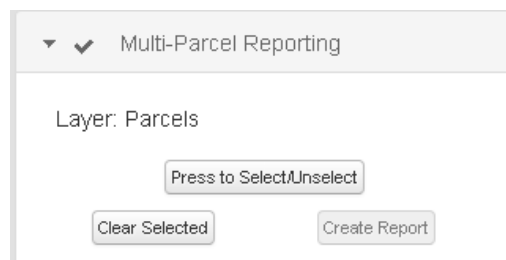 Multi-Parcel Reporting
Layer: Parcels
Press to Select/Unselect
Clear Selected
Create Report